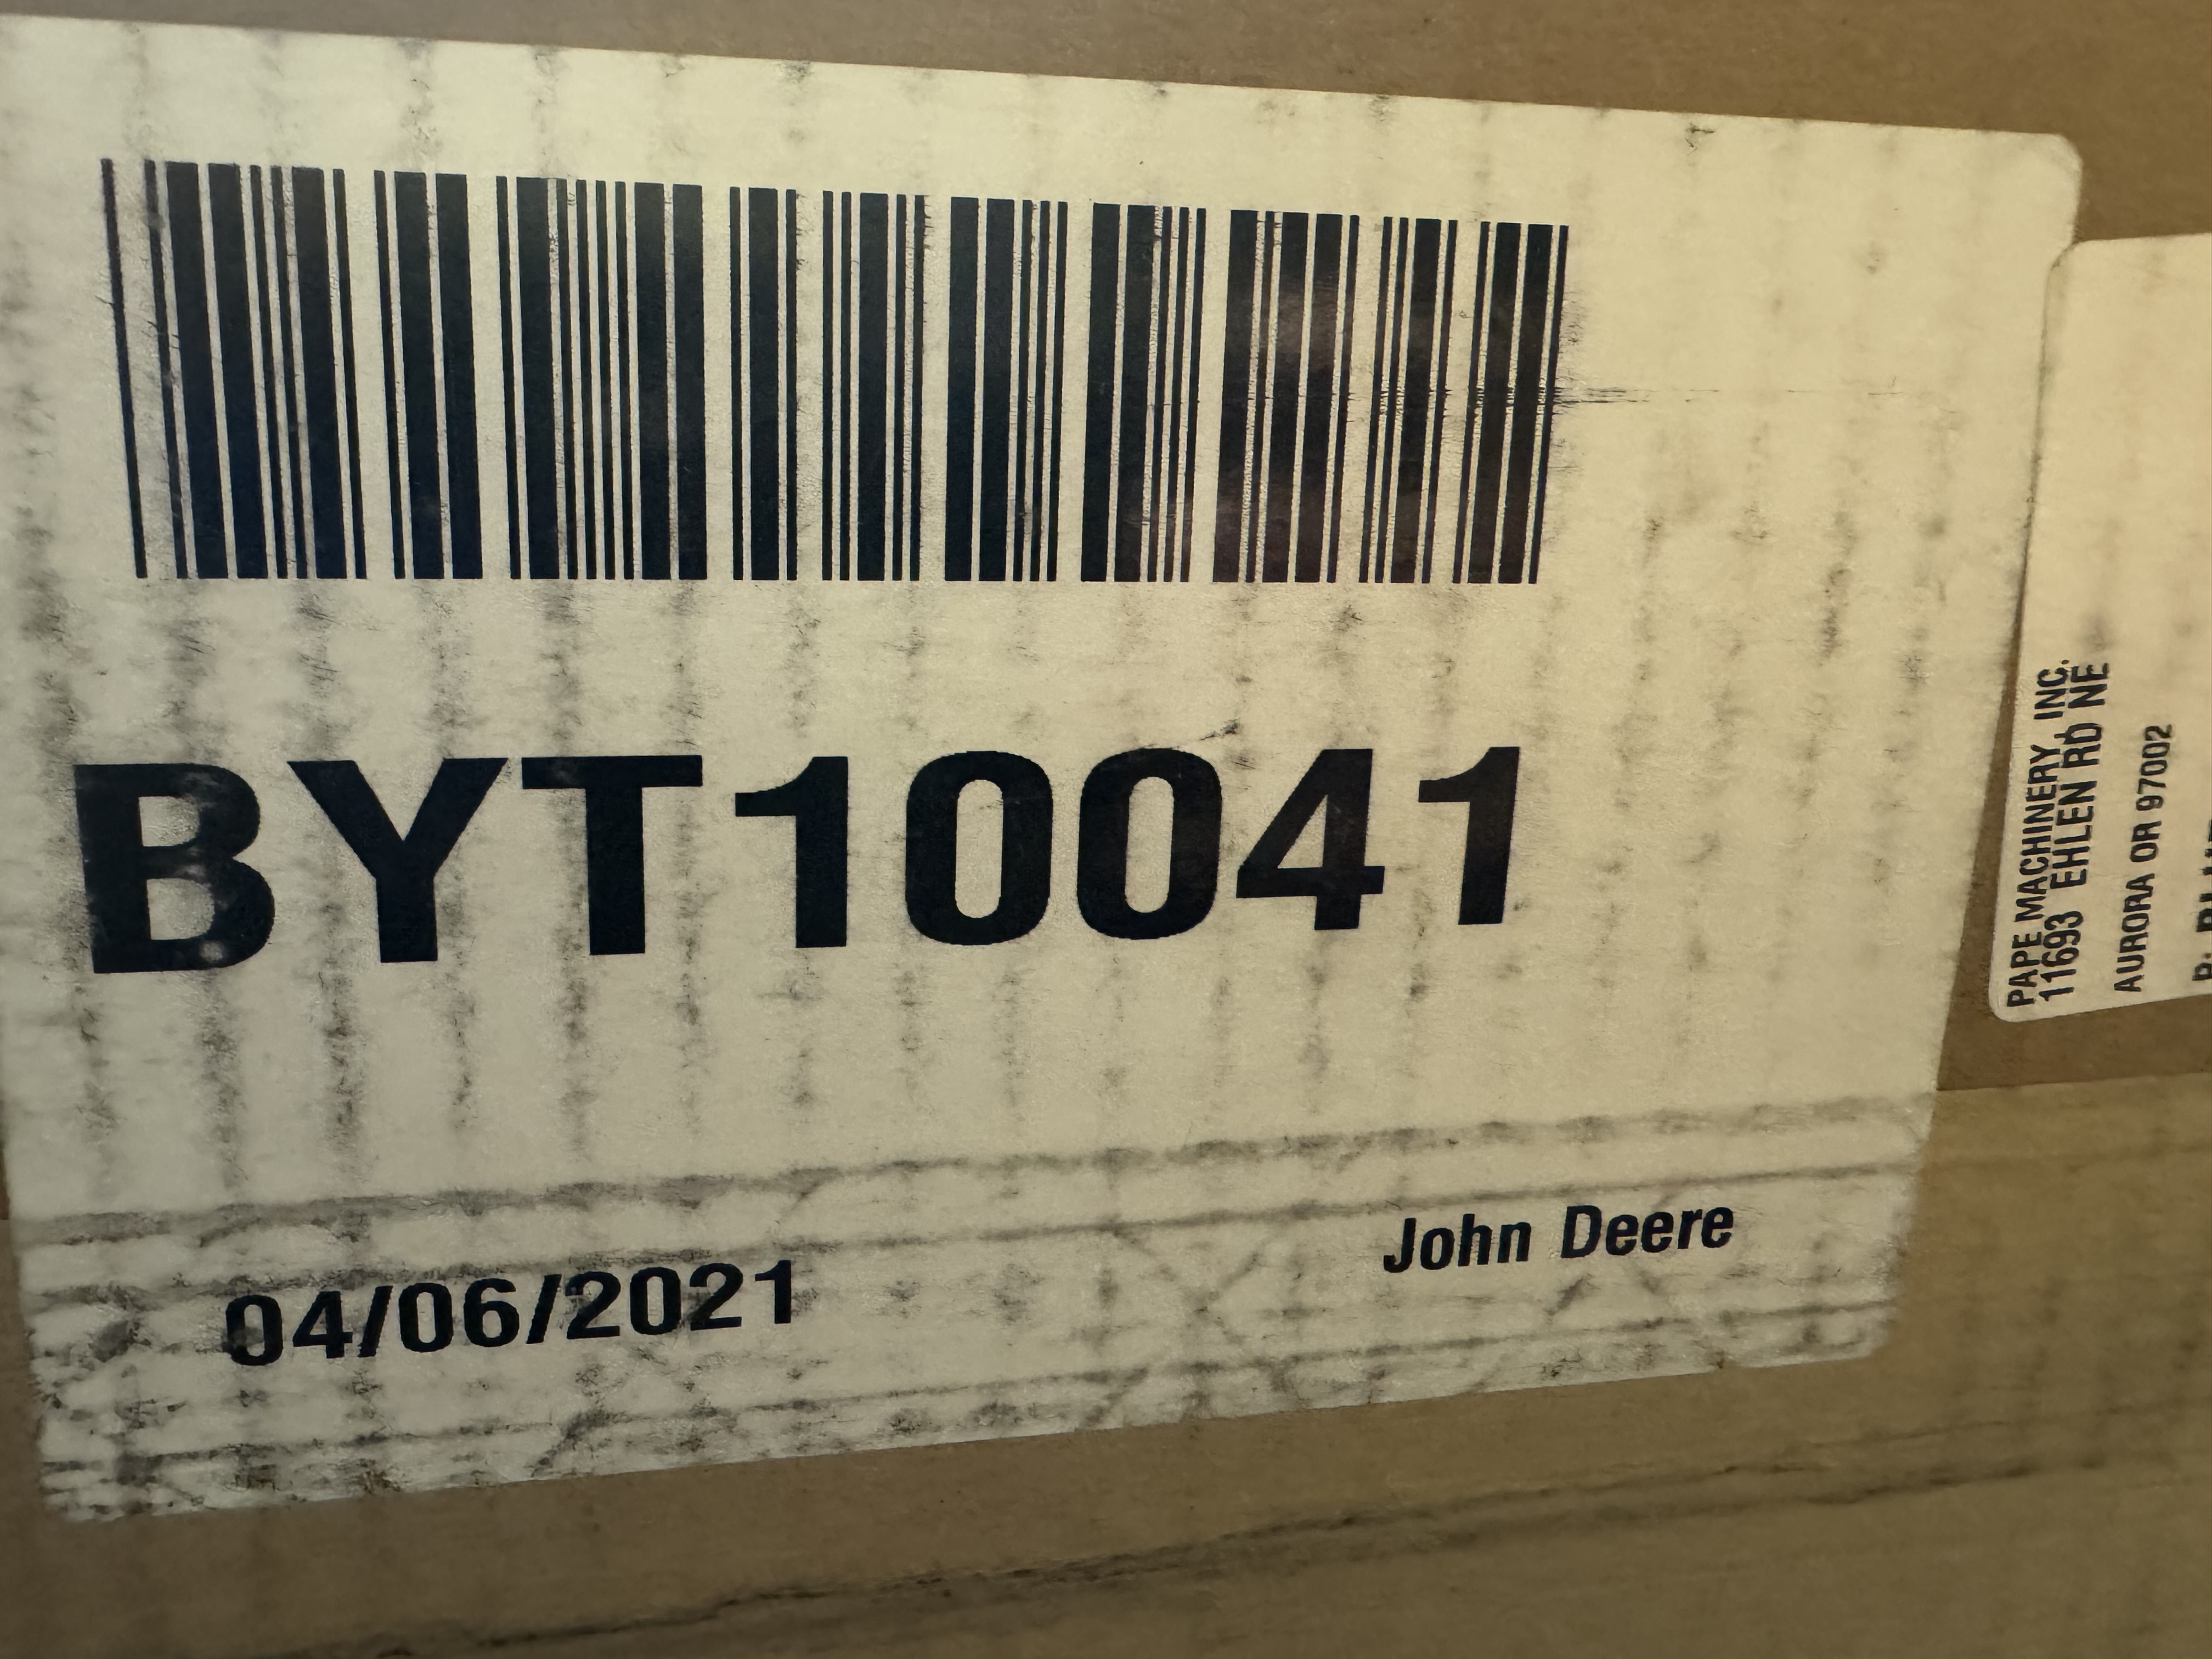 BYT10041
04/06/2021
John Deere
PAPE MACHINERY, INC.
11693 EHLEN RD NE
AURORA OR 97002